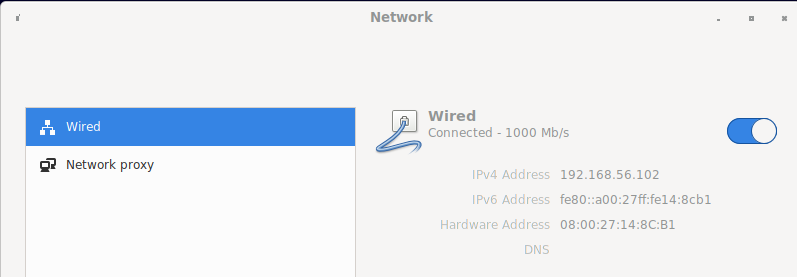 Network
Wired
Network proxy
Wired
Connected - 1000 Mb/s
IPv4 Address 192.168.56.102
IPv6 Address fe80::a00:27ff:fe14:8cb1
Hardware Address 08:00:27:14:8C:B1
DNS